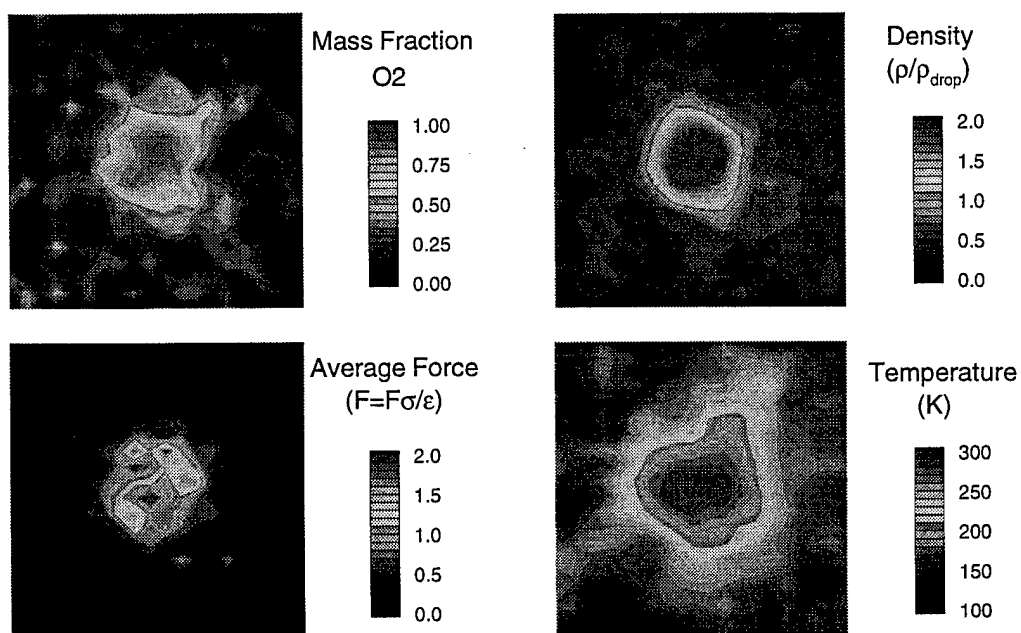 Mass Fraction
O2
1.00
0.75
0.50
0.25
0.00
Density
(ρ/ρdrop)
2.0
1.5
1.0
0.5
0.0
Average Force
(F=Fσ/ε)
2.0
1.5
1.0
0.5
0.0
Temperature
(K)
300
250
200
150
100